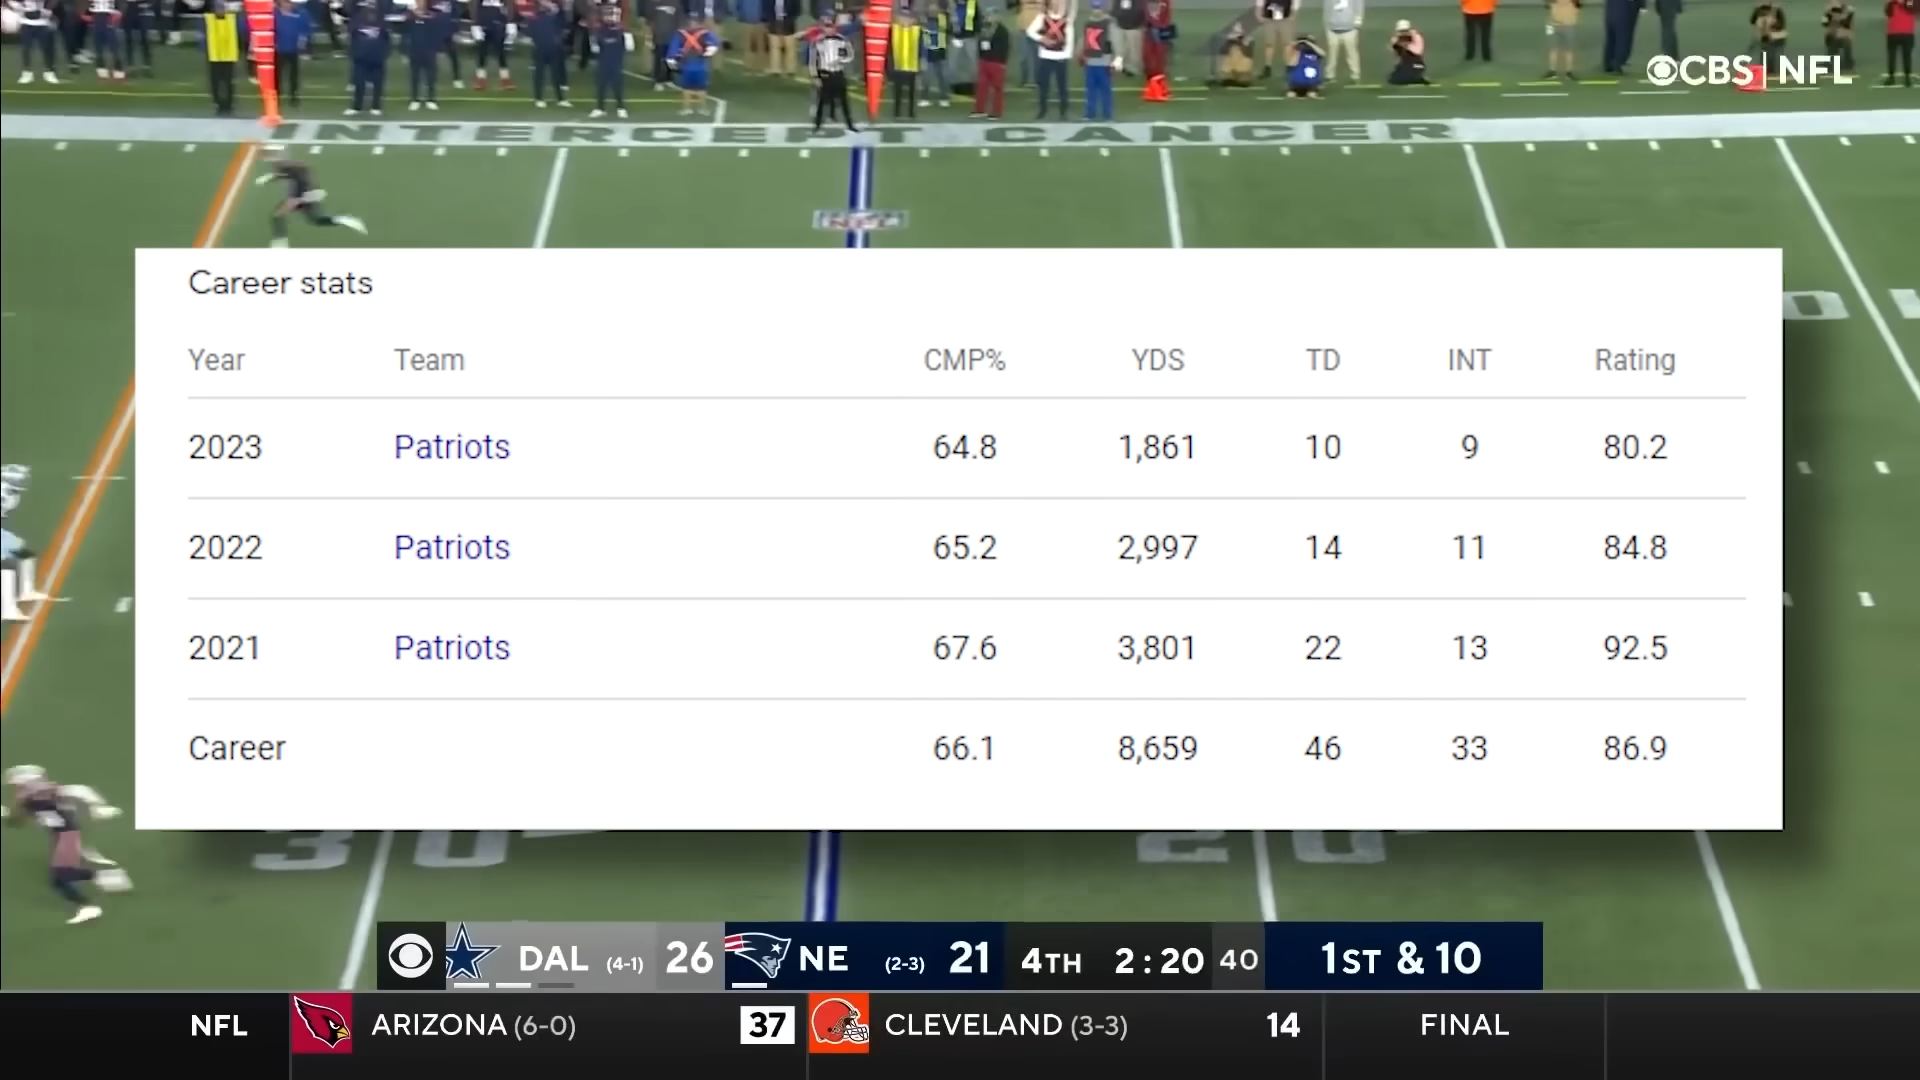 CBS | NFL
INTERCEPT CANCER
Career stats
Year Team CMP% YDS TD INT Rating
2023 Patriots 64.8 1,861 10 9 80.2
2022 Patriots 65.2 2,997 14 11 84.8
2021 Patriots 67.6 3,801 22 13 92.5
Career 66.1 8,659 46 33 86.9
30 20
DAL (4-1) 26 NE (2-3) 21 4TH 2:20 40 1ST & 10
NFL ARIZONA (6-0) 37 CLEVELAND (3-3) 14 FINAL